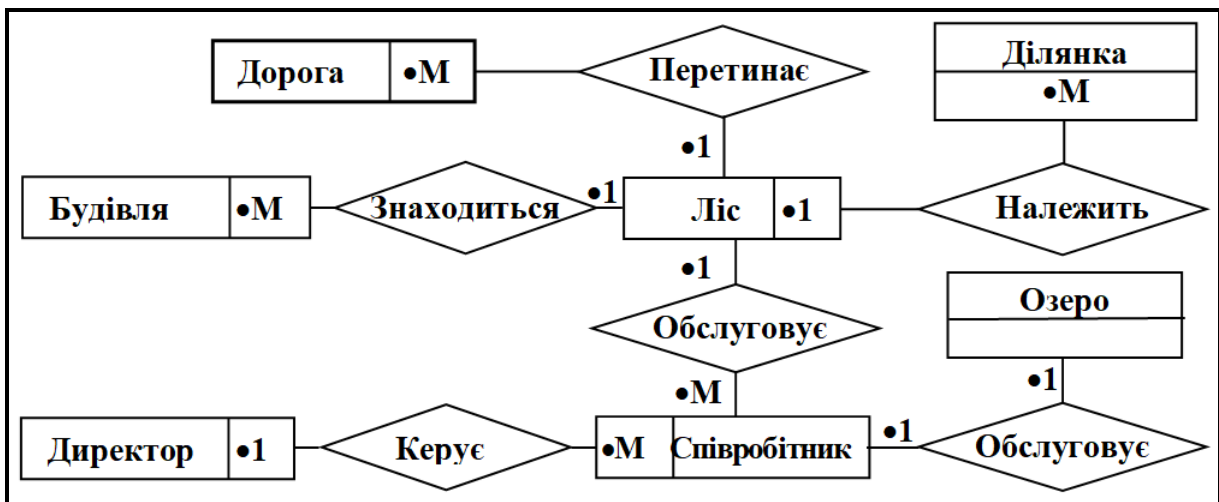 Дорога •М Перетинає Ділянка
•М
•1
Будівля •М Знаходиться •1 Ліс •1 Належить
•1
Обслуговує Озеро
•М •1
Директор •1 Керує •М Співробітник •1 Обслуговує